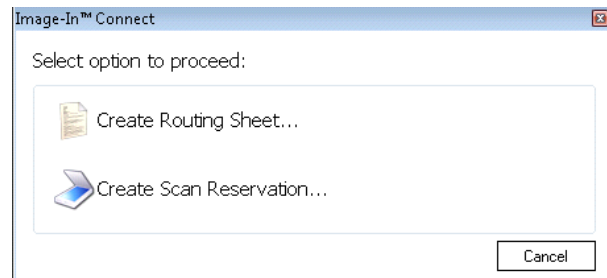 Image-In™ Connect
Select option to proceed:
Create Routing Sheet...
Create Scan Reservation...
Cancel